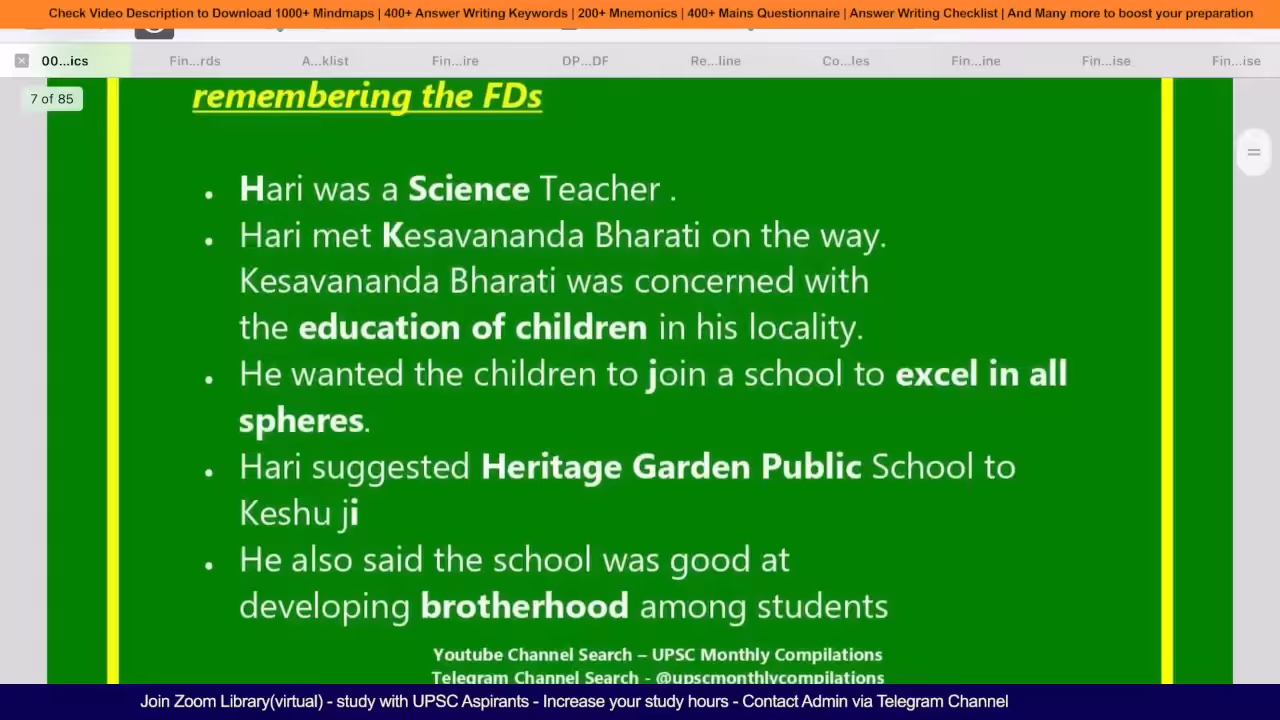 Check Video Description to Download 1000+ Mindmaps | 400+ Answer Writing Keywords | 200+ Mnemonics | 400+ Mains Questionnaire | Answer Writing Checklist | And Many more to boost your preparation
00...ics Fin...rds A...klist Fin...ire DP...DF Re...line Co...les Fin...ine Fin...ise Fin...ise
7 of 85
remembering the FDs
Hari was a Science Teacher .
Hari met Kesavananda Bharati on the way.
Kesavananda Bharati was concerned with
the education of children in his locality.
He wanted the children to join a school to excel in all
spheres.
Hari suggested Heritage Garden Public School to
Keshu ji
He also said the school was good at
developing brotherhood among students
Youtube Channel Search – UPSC Monthly Compilations
Telegram Channel Search - @upscmonthlycompilations
Join Zoom Library(virtual) - study with UPSC Aspirants - Increase your study hours - Contact Admin via Telegram Channel